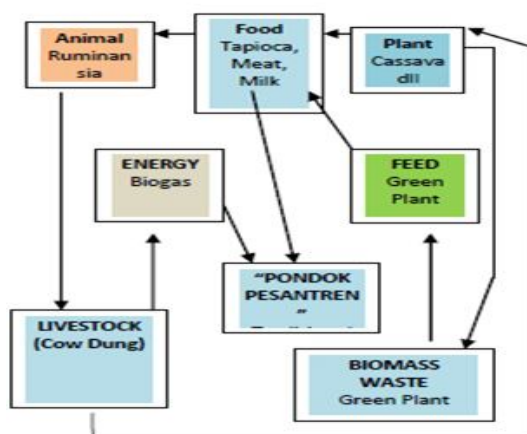 Animal
Ruminan
sia
Food
Tapioca,
Meat,
Milk
Plant
Cassava
dll
ENERGY
Biogas
FEED
Green
Plant
"PONDOK
PESANTREN
"
LIVESTOCK
(Cow Dung)
BIOMASS
WASTE
Green Plant